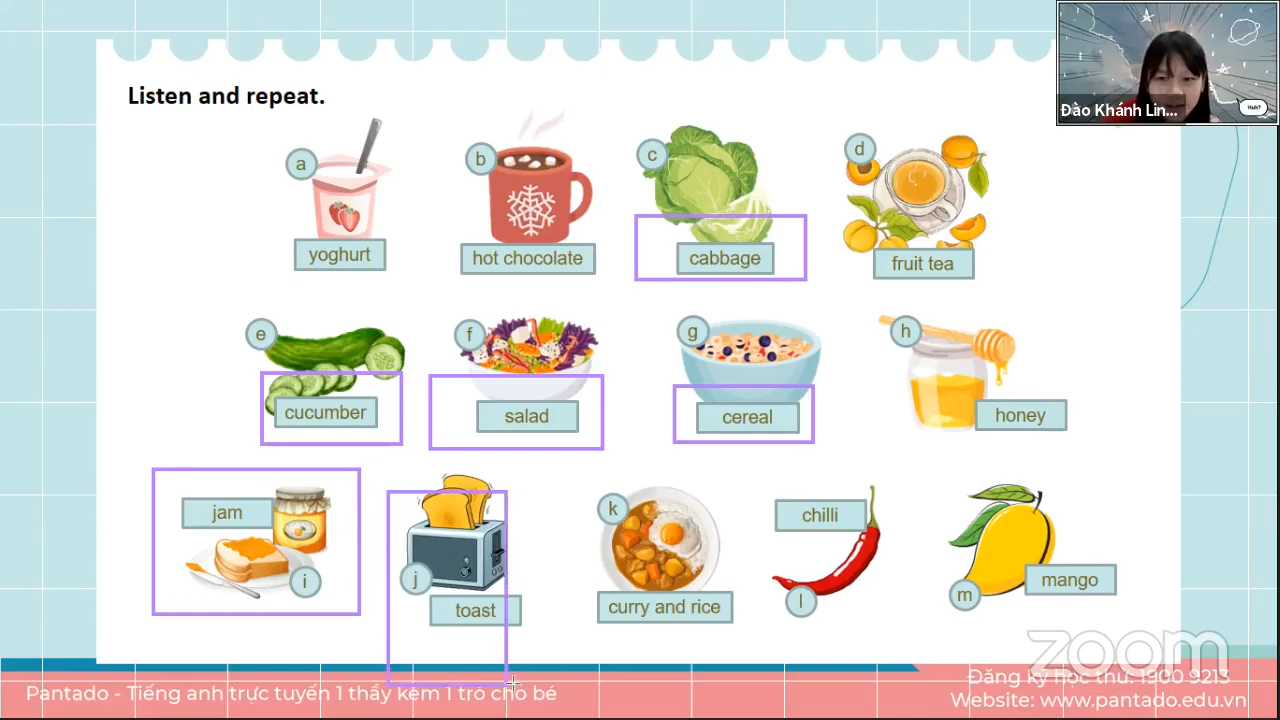 Listen and repeat.
Đào Khánh Lin...
Huh?
a
yoghurt
b
hot chocolate
c
cabbage
d
fruit tea
e
cucumber
f
salad
g
cereal
h
honey
jam
i
j
toast
k
curry and rice
chilli
l
m
mango
zoom
Pantado - Tiếng anh trực tuyến 1 thầy kèm 1 trò cho bé
Đăng ký học thử: 1900 9213
Website: www.pantado.edu.vn